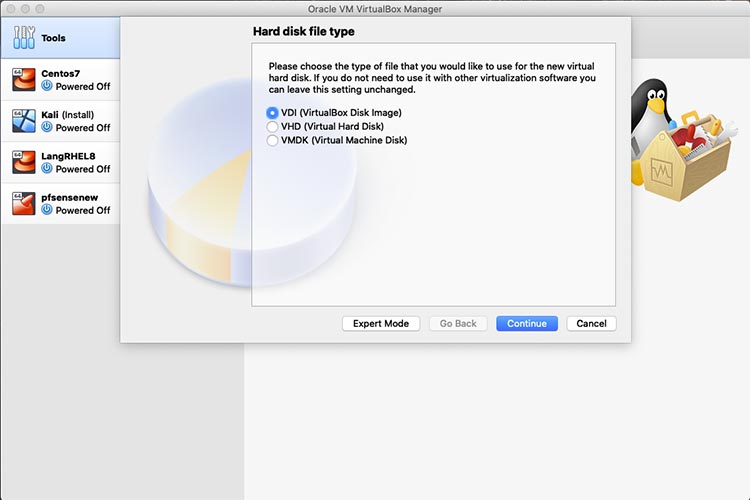 Oracle VM VirtualBox Manager
Tools
Centos7
Powered Off
Kali (Install)
Powered Off
LangRHEL8
Powered Off
pfsensenew
Powered Off
64
64
64
64
Hard disk file type
Please choose the type of file that you would like to use for the new virtual
hard disk. If you do not need to use it with other virtualization software you
can leave this setting unchanged.
VDI (VirtualBox Disk Image)
VHD (Virtual Hard Disk)
VMDK (Virtual Machine Disk)
Expert Mode
Go Back
Continue
Cancel